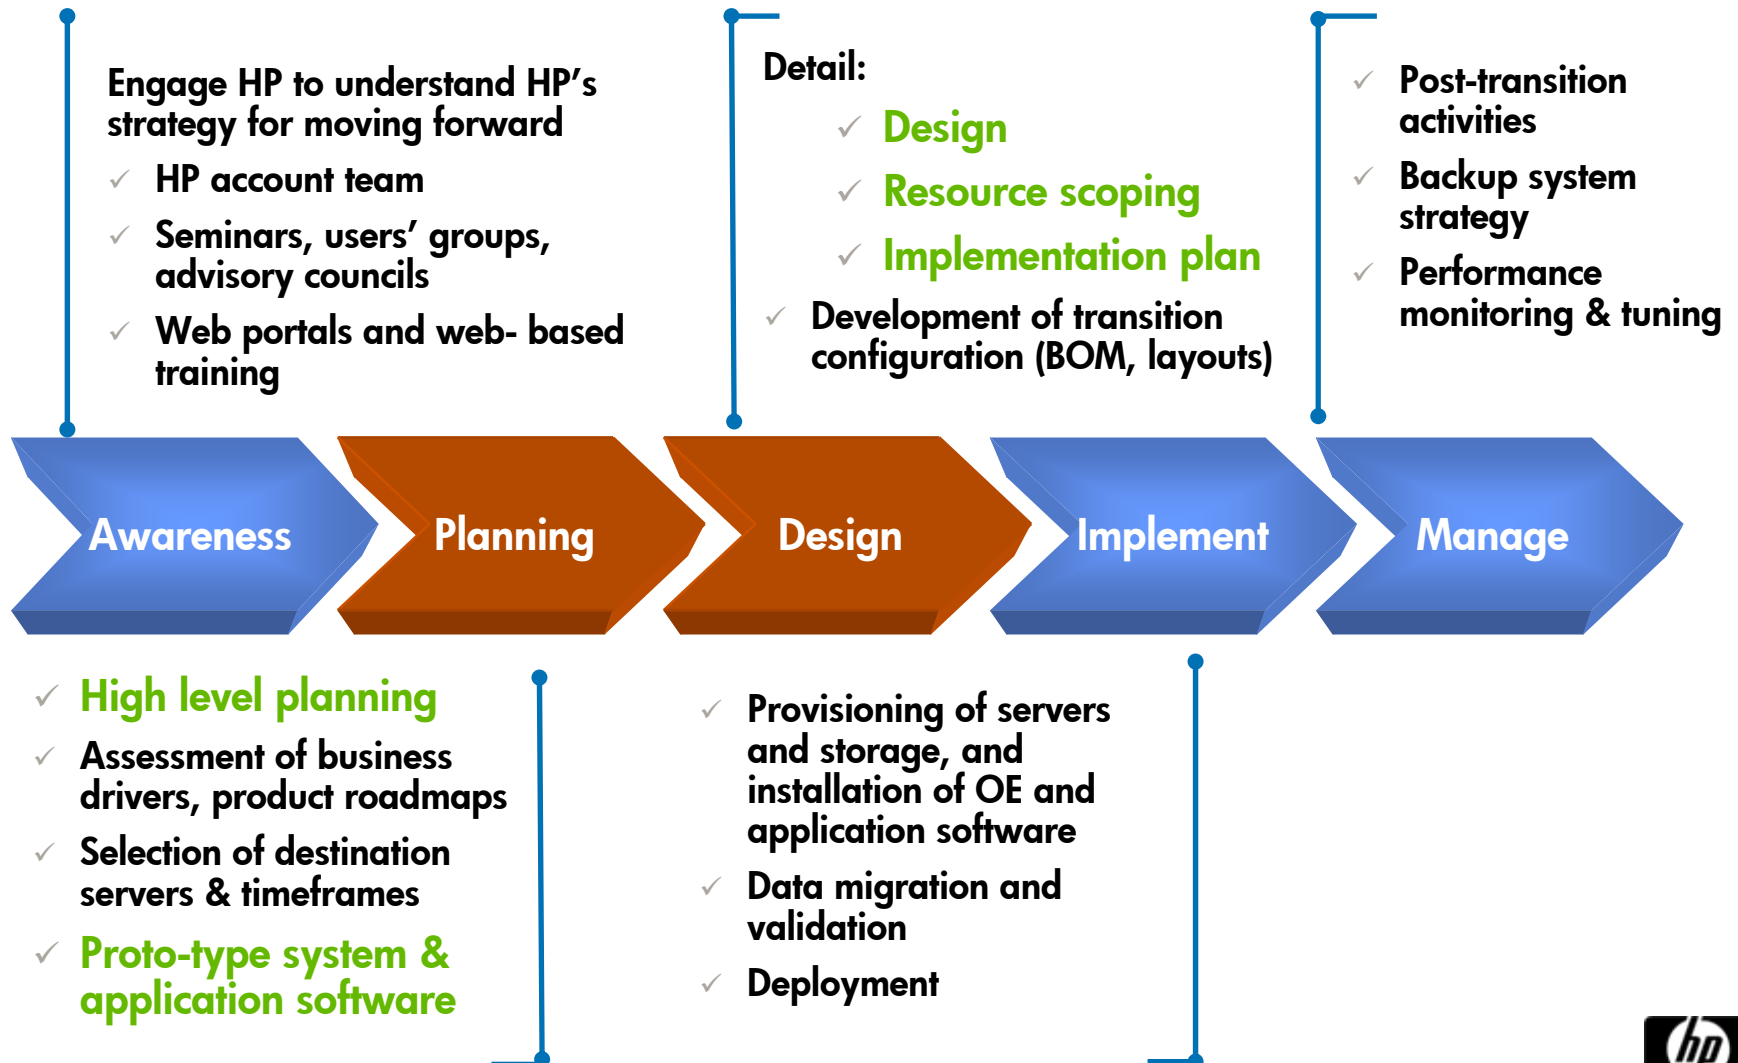 Engage HP to understand HP’s
strategy for moving forward
HP account team
Seminars, users’ groups,
advisory councils
Web portals and web- based
training
Detail:
Design
Resource scoping
Implementation plan
Development of transition
configuration (BOM, layouts)
Post-transition
activities
Backup system
strategy
Performance
monitoring & tuning
Awareness
Planning
Design
Implement
Manage
High level planning
Assessment of business
drivers, product roadmaps
Selection of destination
servers & timeframes
Proto-type system &
application software
Provisioning of servers
and storage, and
installation of OE and
application software
Data migration and
validation
Deployment
hp